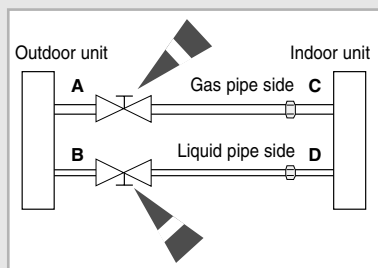 Outdoor unit Indoor unit
A Gas pipe side C
B Liquid pipe side D